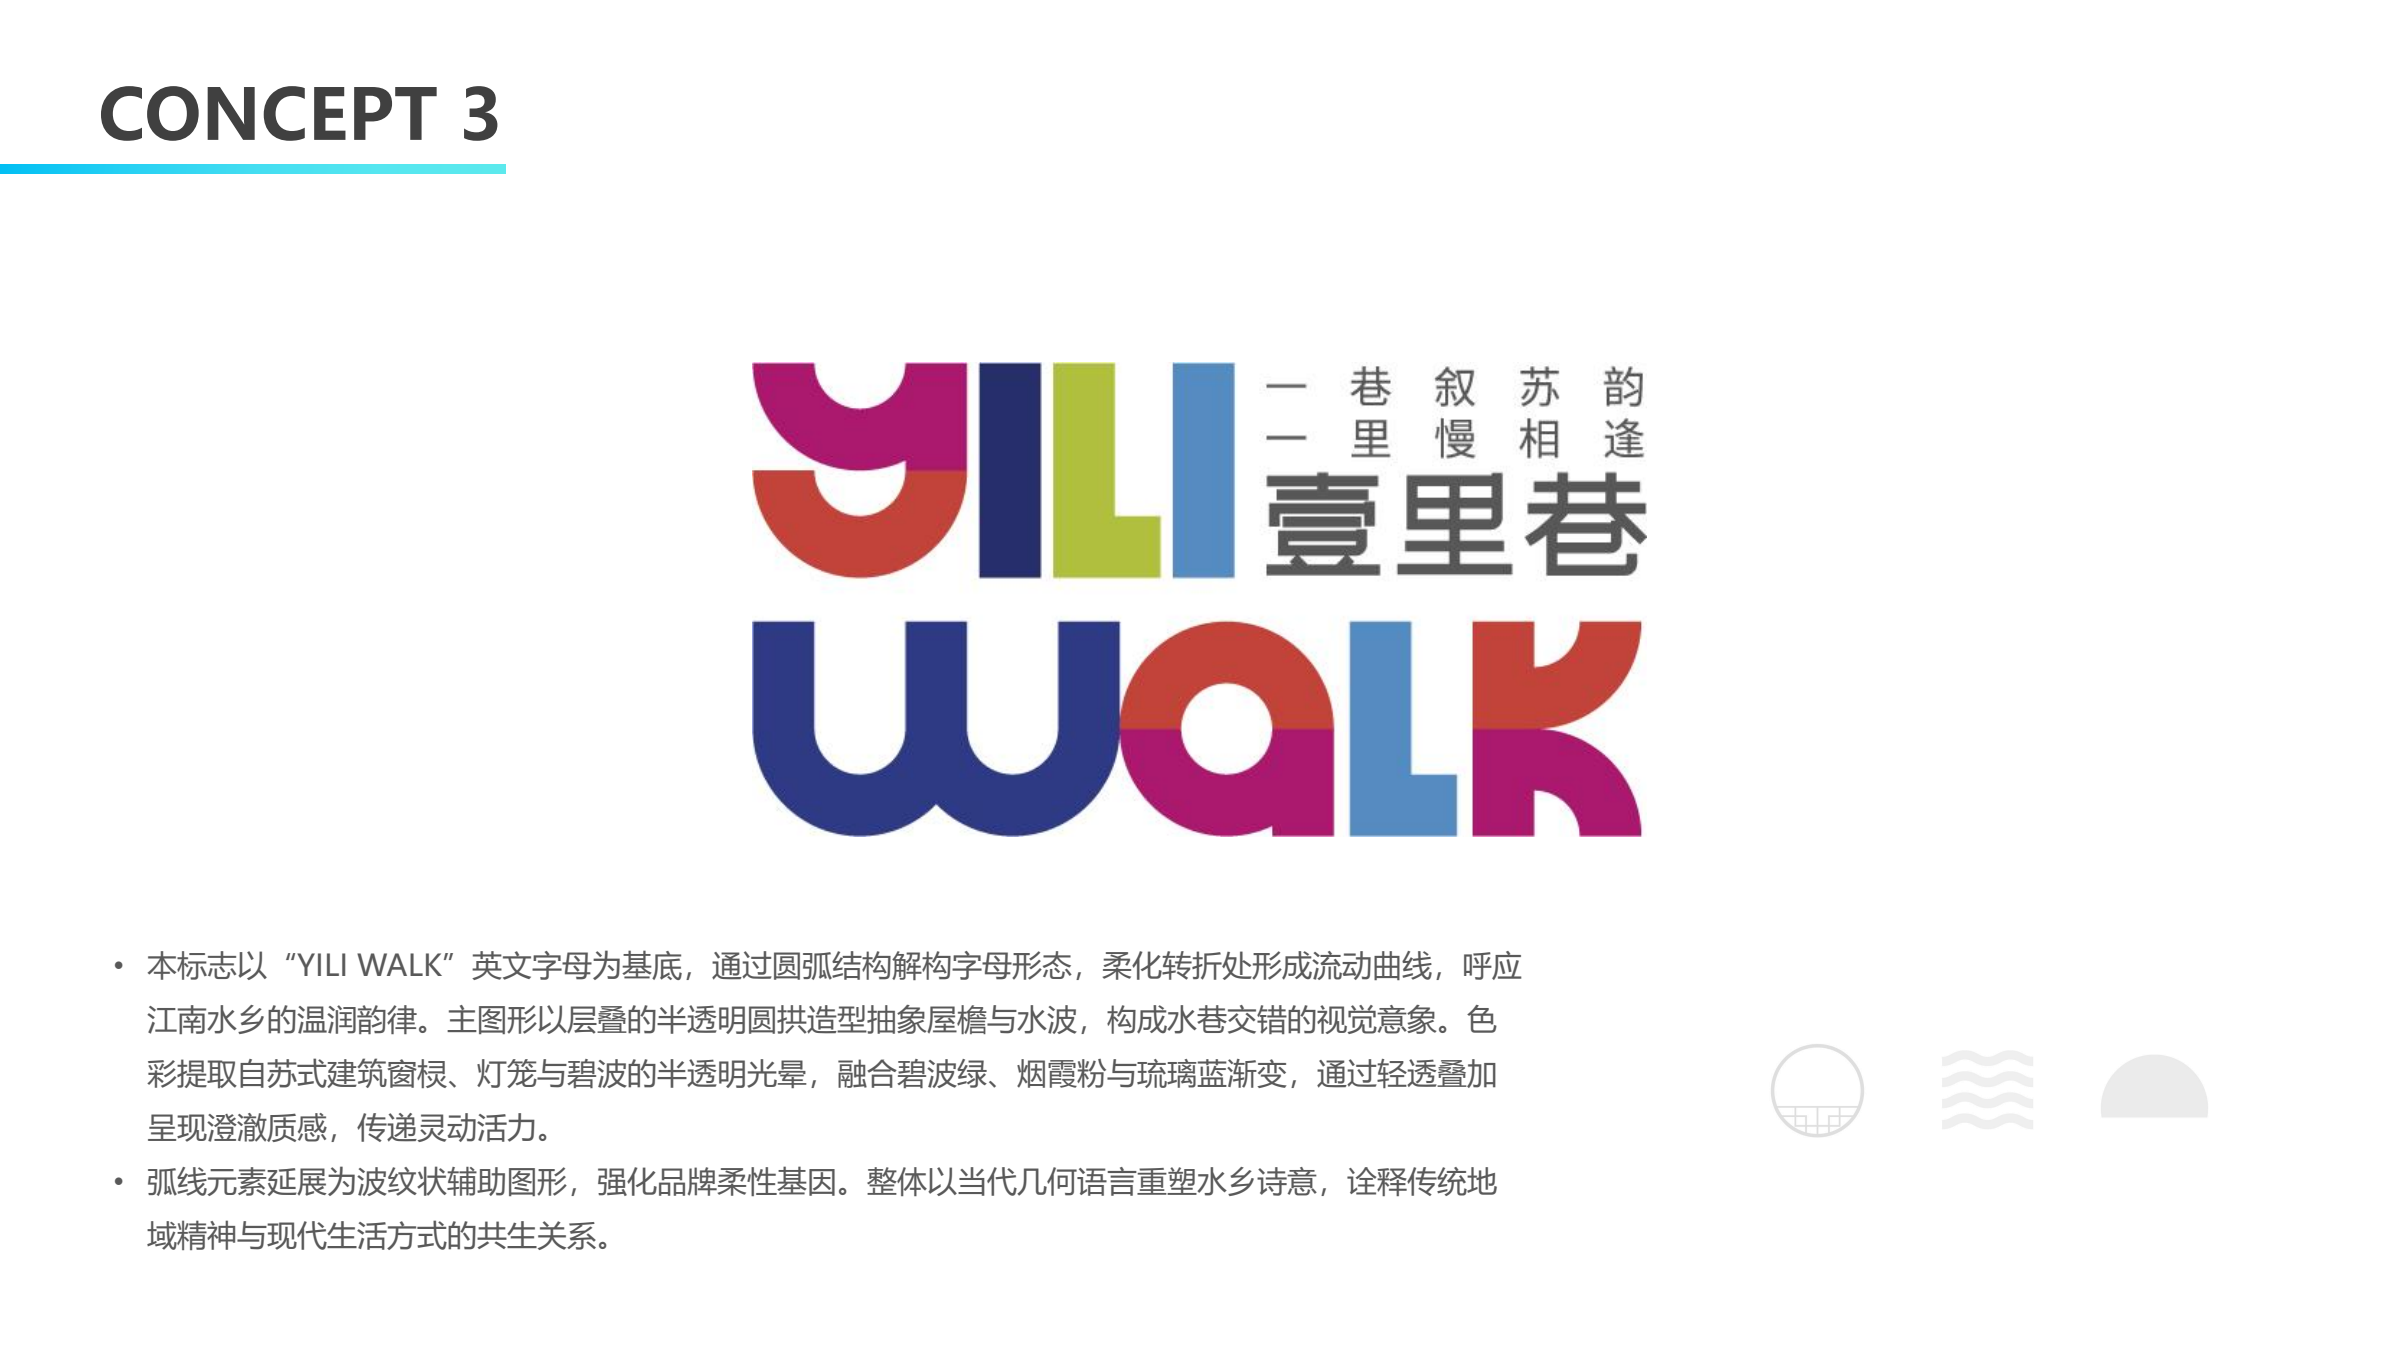 CONCEPT 3
YILI
一巷叙苏韵
一里慢相逢
壹里巷
WALK
• 本标志以“YILI WALK”英文字母为基底，通过圆弧结构解构字母形态，柔化转折处形成流动曲线，呼应
江南水乡的温润韵律。主图形以层叠的半透明圆拱造型抽象屋檐与水波，构成水巷交错的视觉意象。色
彩提取自苏式建筑窗棂、灯笼与碧波的半透明光晕，融合碧波绿、烟霞粉与琉璃蓝渐变，通过轻透叠加
呈现澄澈质感，传递灵动活力。
• 弧线元素延展为波纹状辅助图形，强化品牌柔性基因。整体以当代几何语言重塑水乡诗意，诠释传统地
域精神与现代生活方式的共生关系。